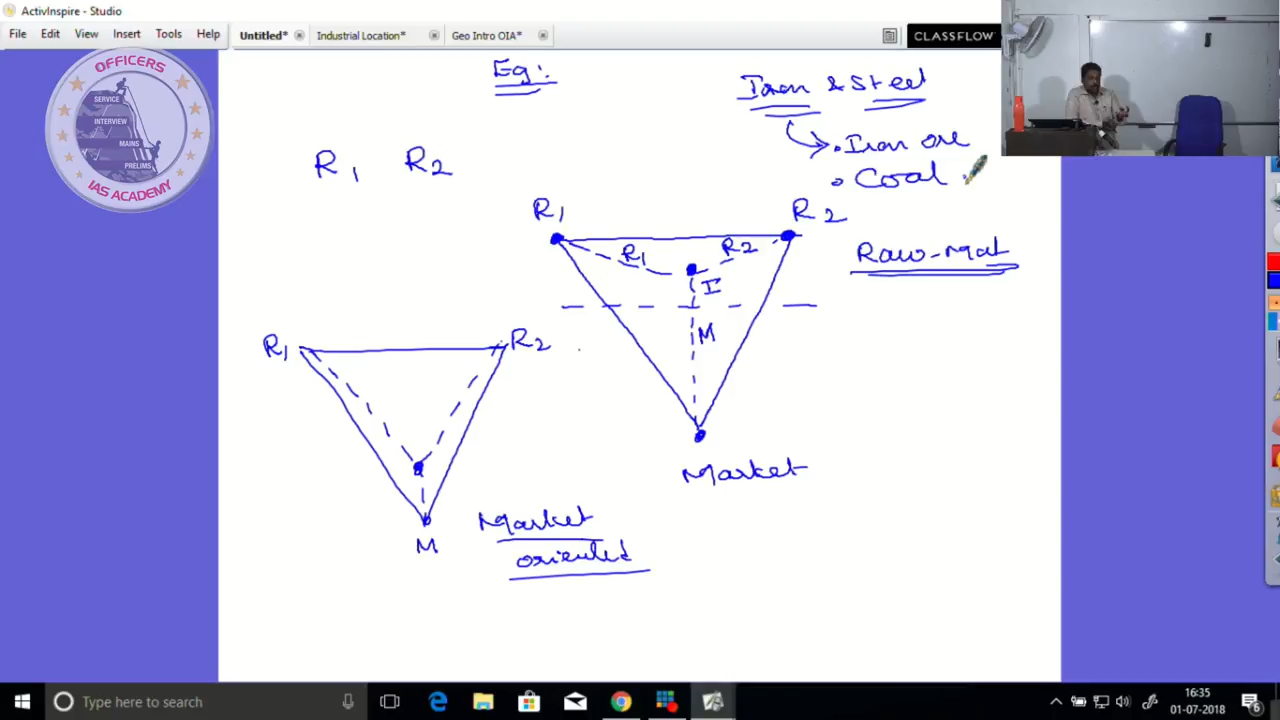 ActivInspire - Studio
File Edit View Insert Tools Help
Untitled* Industrial Location* Geo Intro OIA* CLASSFLOW
OFFICERS
SERVICE
INTERVIEW
MAINS
PRELIMS
IAS ACADEMY
Eg:
Iron & Steel
• Iron ore
• Coal
R1 R2
R1 R2
R1 R2
I
Raw-Mat
M
R1 R2
Market
M
Market
oriented
Type here to search
16:35
01-07-2018
6